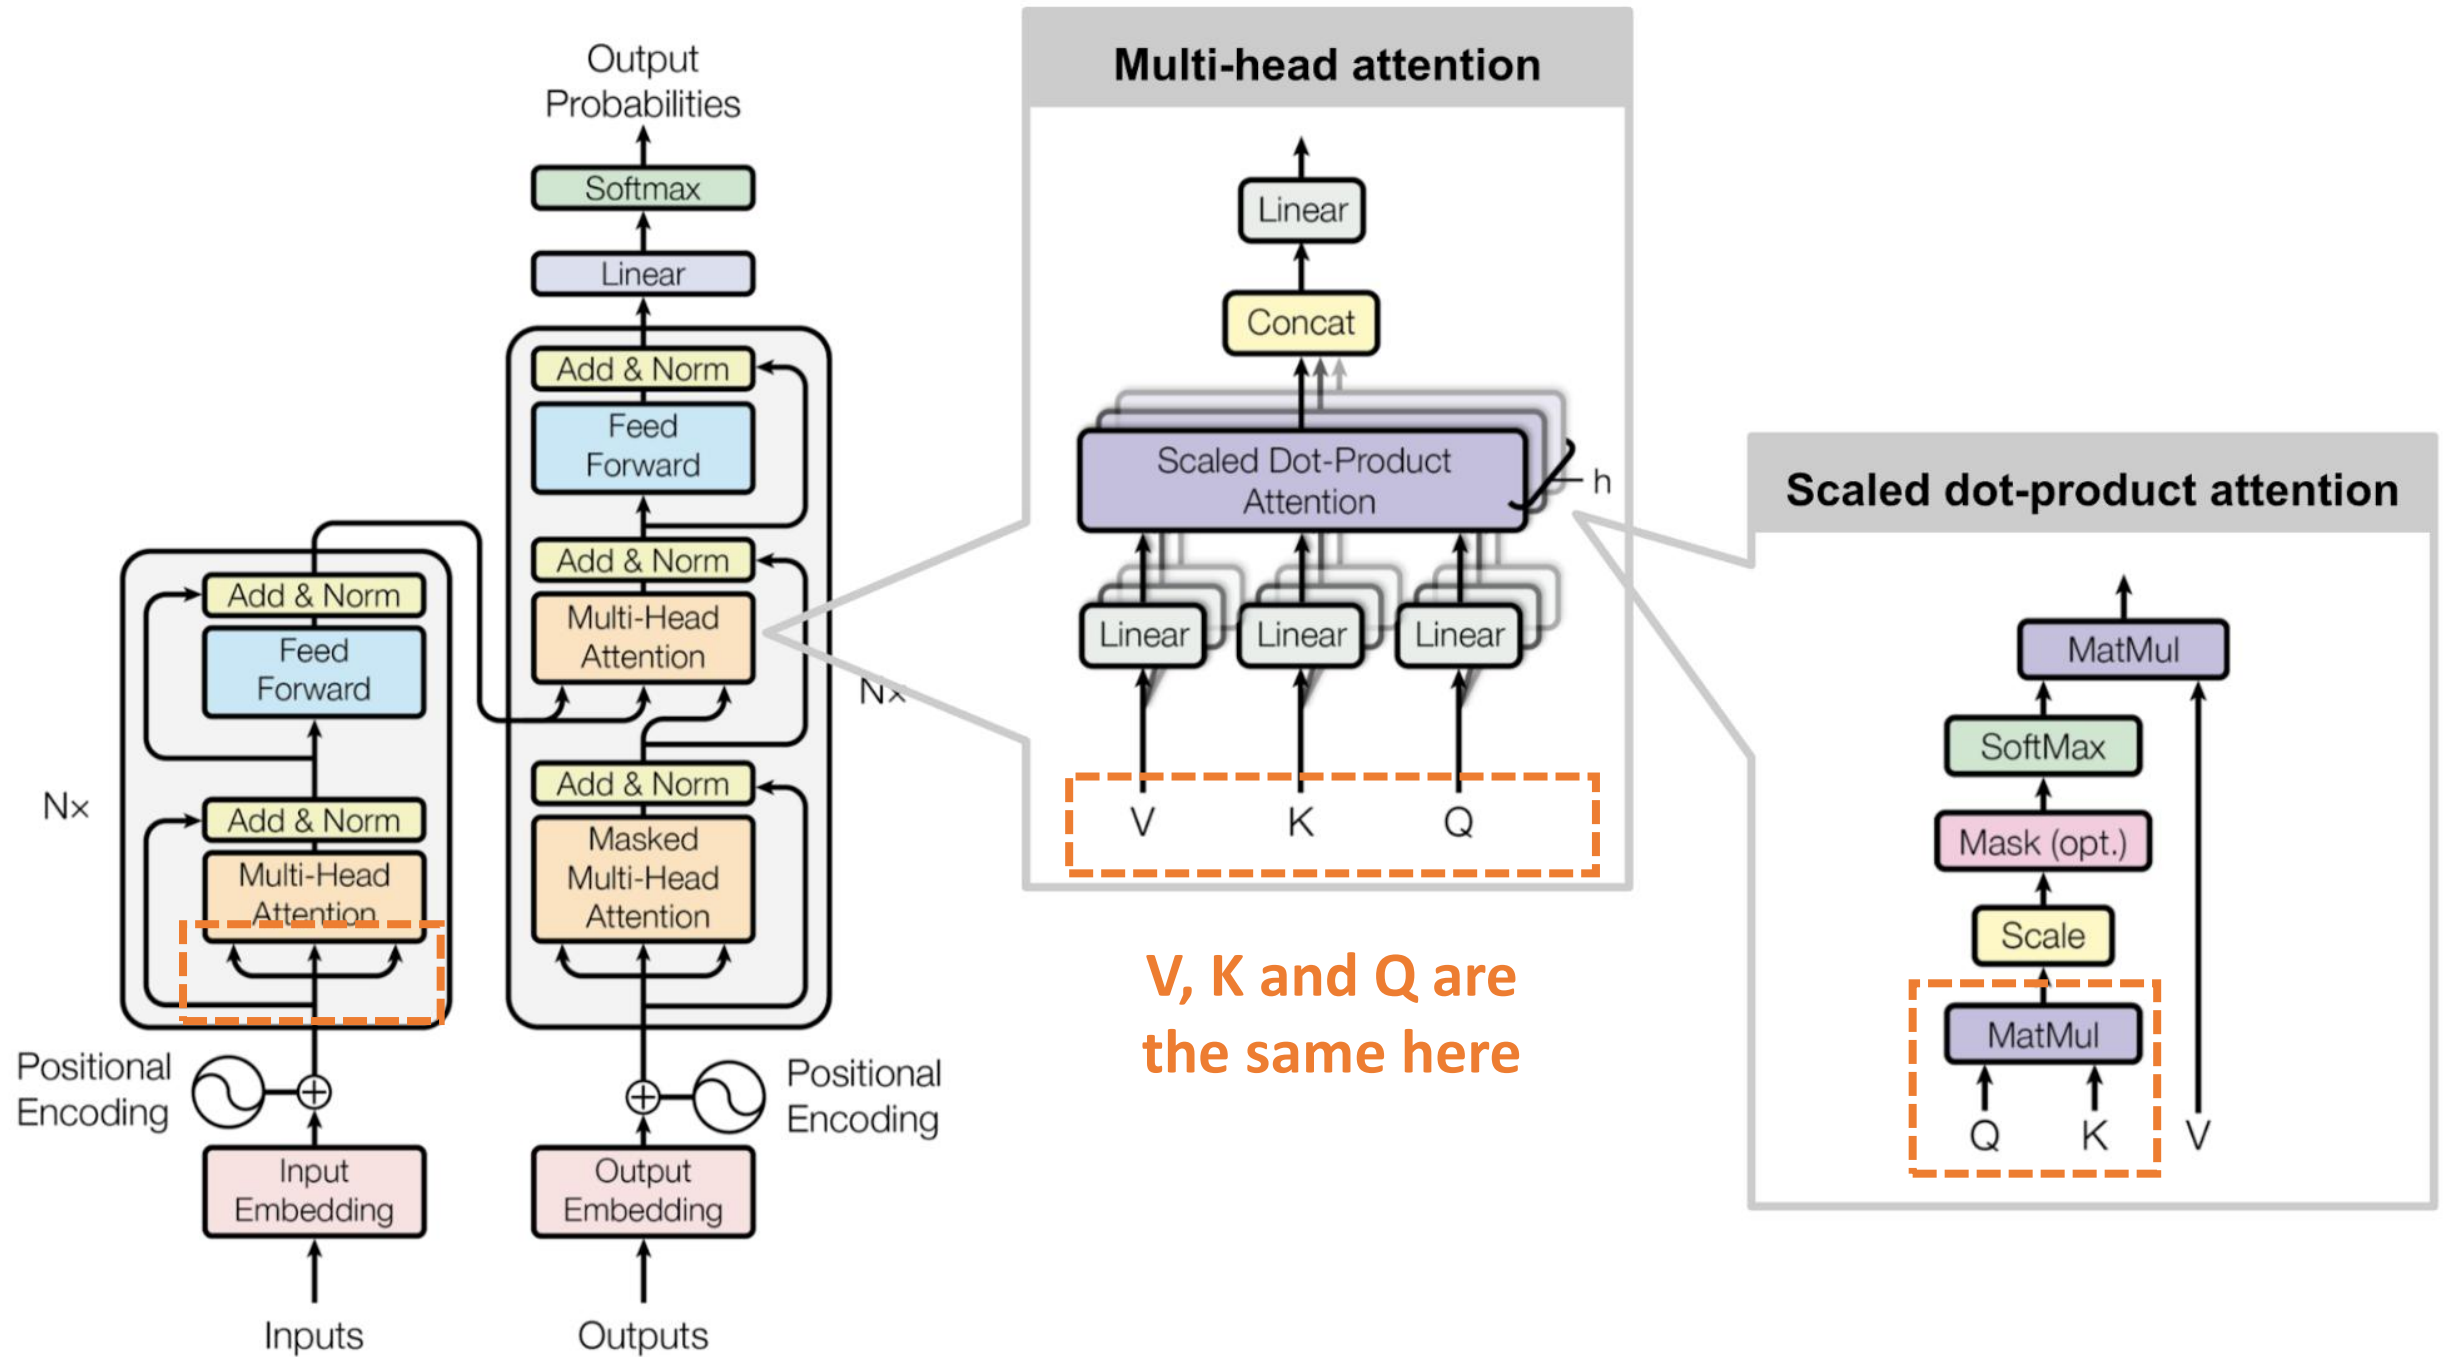 Output
Probabilities
Softmax
Linear
Add & Norm
Feed
Forward
Add & Norm
Multi-Head
Attention
Nx
Add & Norm
Masked
Multi-Head
Attention
Positional
Encoding
Output
Embedding
Outputs
Add & Norm
Feed
Forward
Nx
Add & Norm
Multi-Head
Attention
Positional
Encoding
Input
Embedding
Inputs
Multi-head attention
Linear
Concat
Scaled Dot-Product
Attention
h
Linear Linear Linear
V K Q
V, K and Q are
the same here
Scaled dot-product attention
MatMul
SoftMax
Mask (opt.)
Scale
MatMul
Q K V